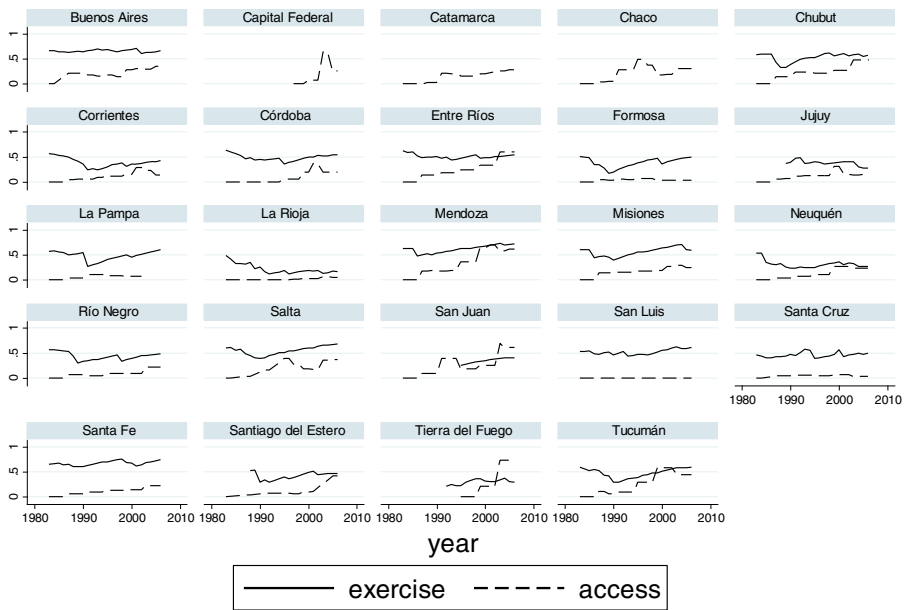 Buenos Aires Capital Federal Catamarca Chaco Chubut
0 .5 1
Corrientes Córdoba Entre Ríos Formosa Jujuy
0 .5 1
La Pampa La Rioja Mendoza Misiones Neuquén
0 .5 1
Río Negro Salta San Juan San Luis Santa Cruz
0 .5 1
1980 1990 2000 2010
Santa Fe Santiago del Estero Tierra del Fuego Tucumán
0 .5 1
1980 1990 2000 2010 1980 1990 2000 2010 1980 1990 2000 2010 1980 1990 2000 2010
year
exercise access